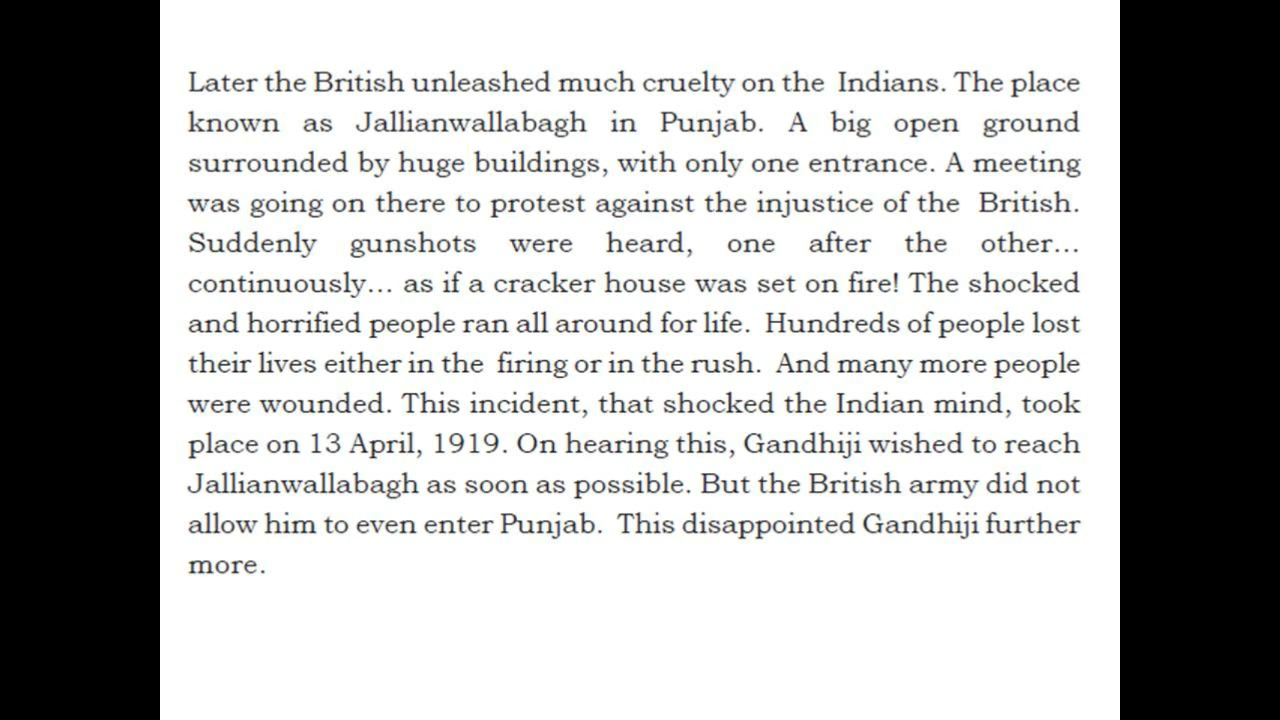 Later the British unleashed much cruelty on the Indians. The place
known as Jallianwallabagh in Punjab. A big open ground
surrounded by huge buildings, with only one entrance. A meeting
was going on there to protest against the injustice of the British.
Suddenly gunshots were heard, one after the other...
continuously... as if a cracker house was set on fire! The shocked
and horrified people ran all around for life. Hundreds of people lost
their lives either in the firing or in the rush. And many more people
were wounded. This incident, that shocked the Indian mind, took
place on 13 April, 1919. On hearing this, Gandhiji wished to reach
Jallianwallabagh as soon as possible. But the British army did not
allow him to even enter Punjab. This disappointed Gandhiji further
more.